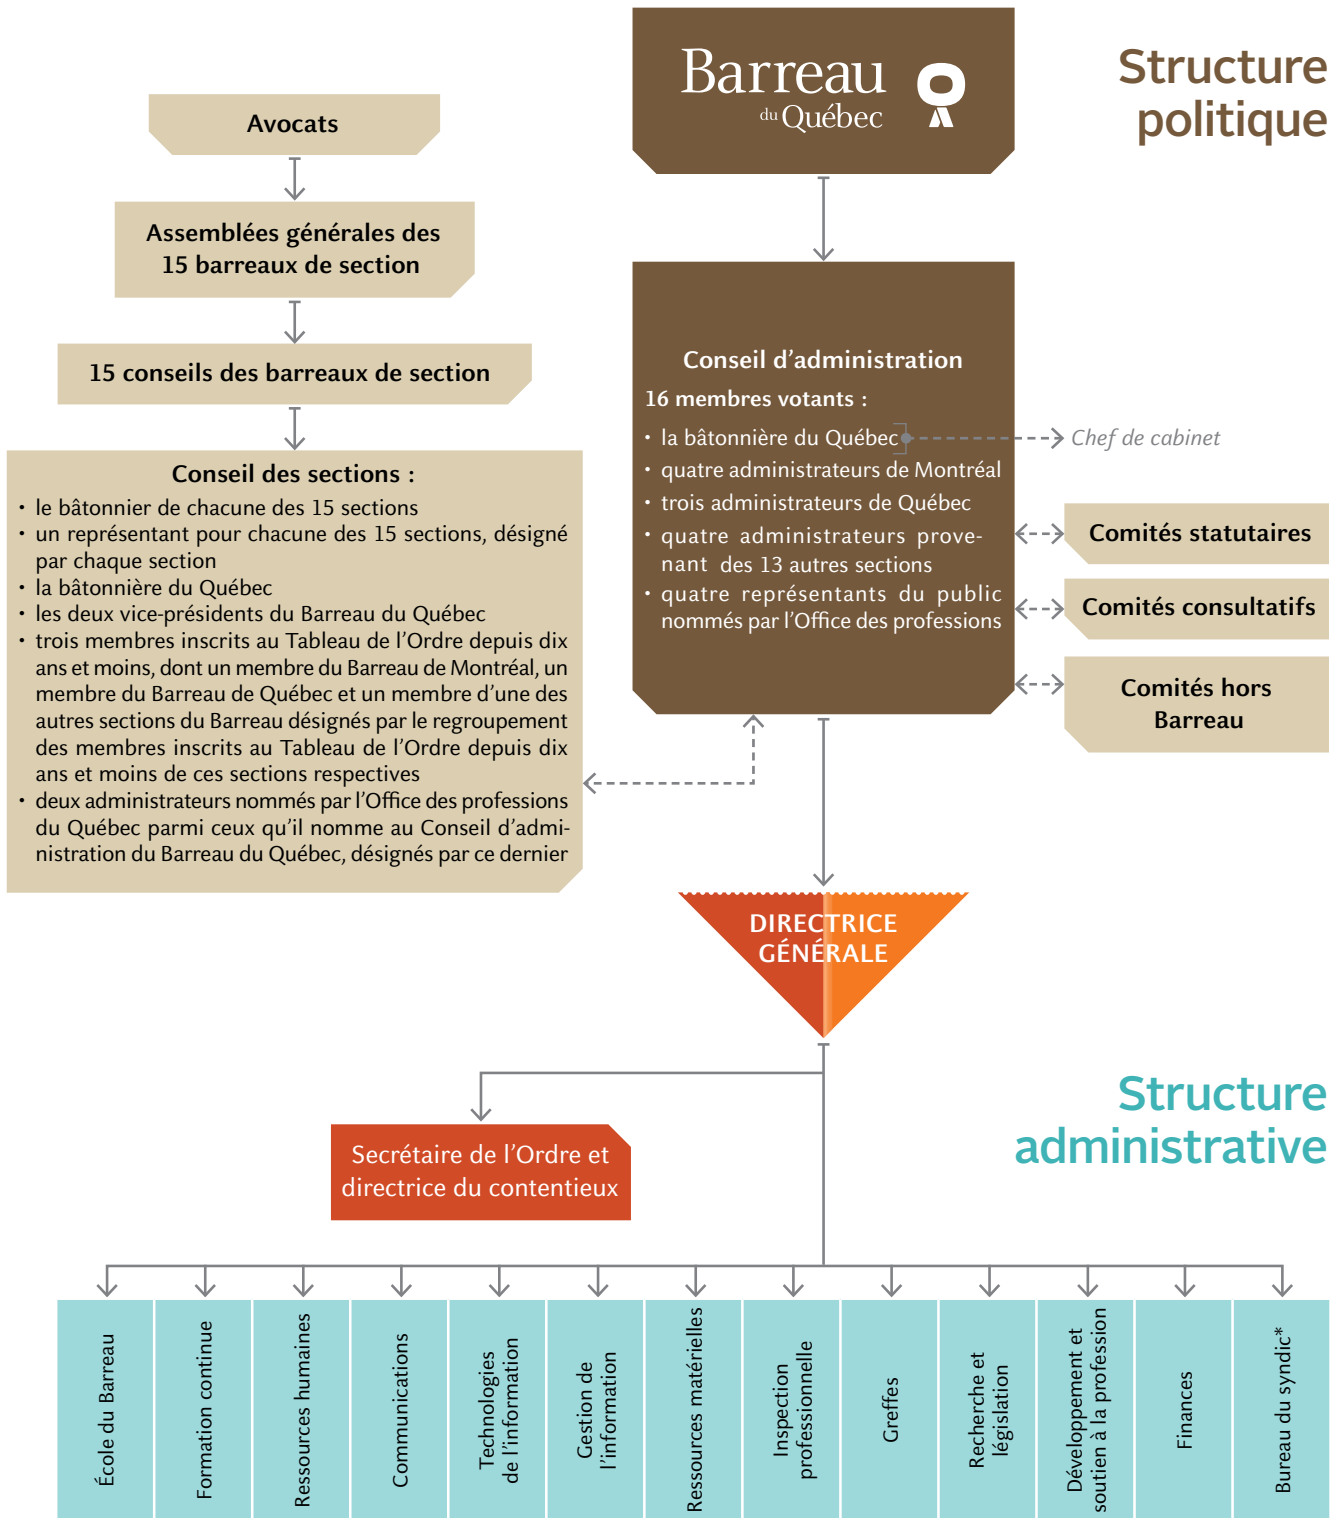 Barreau
du Québec
Structure
politique
Avocats
Assemblées générales des
15 barreaux de section
15 conseils des barreaux de section
Conseil des sections :
• le bâtonnier de chacune des 15 sections
• un représentant pour chacune des 15 sections, désigné
par chaque section
• la bâtonnière du Québec
• les deux vice-présidents du Barreau du Québec
• trois membres inscrits au Tableau de l’Ordre depuis dix
ans et moins, dont un membre du Barreau de Montréal, un
membre du Barreau de Québec et un membre d’une des
autres sections du Barreau désignés par le regroupement
des membres inscrits au Tableau de l’Ordre depuis dix
ans et moins de ces sections respectives
• deux administrateurs nommés par l’Office des professions
du Québec parmi ceux qu’il nomme au Conseil d’admi-
nistration du Barreau du Québec, désignés par ce dernier
Conseil d’administration
16 membres votants :
• la bâtonnière du Québec
• quatre administrateurs de Montréal
• trois administrateurs de Québec
• quatre administrateurs prove-
nant des 13 autres sections
• quatre représentants du public
nommés par l’Office des professions
Chef de cabinet
Comités statutaires
Comités consultatifs
Comités hors
Barreau
DIRECTRICE
GÉNÉRALE
Structure
administrative
Secrétaire de l’Ordre et
directrice du contentieux
École du Barreau
Formation continue
Ressources humaines
Communications
Technologies
de l’information
Gestion de
l’information
Ressources matérielles
Inspection
professionnelle
Greffes
Recherche et
législation
Développement et
soutien à la profession
Finances
Bureau du syndic*